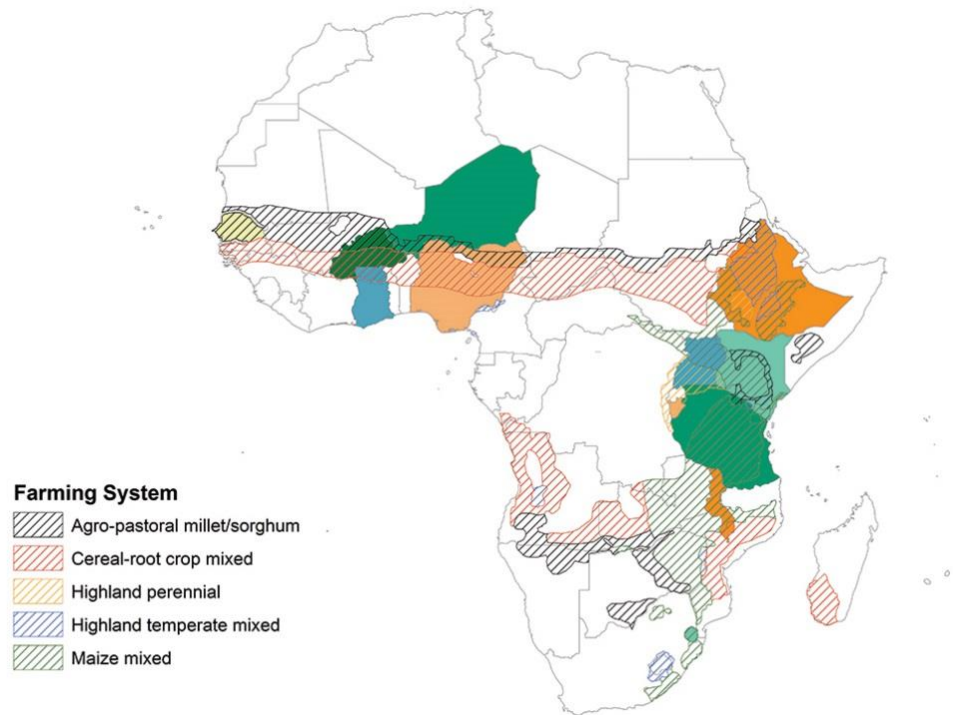 Farming System
Agro-pastoral millet/sorghum
Cereal-root crop mixed
Highland perennial
Highland temperate mixed
Maize mixed